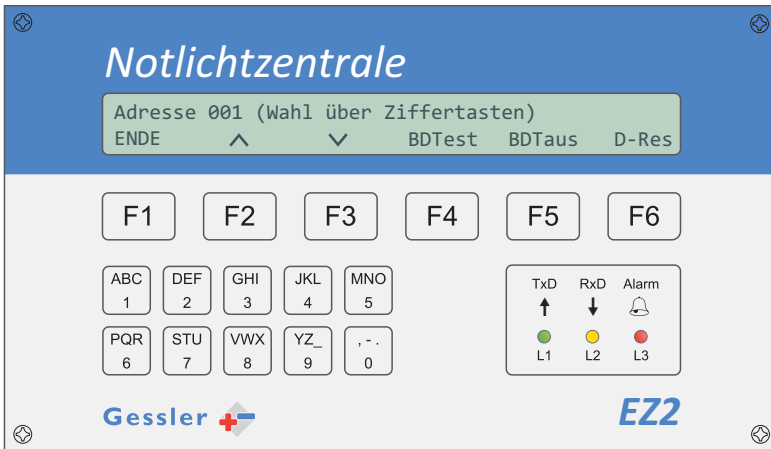 Notlichtzentrale
Adresse 001 (Wahl über Ziffertasten)
ENDE BDTest BDTaus D-Res
F1 F2 F3 F4 F5 F6
ABC DEF GHI JKL MNO
1 2 3 4 5
PQR STU VWX YZ_ , - .
6 7 8 9 0
TxD RxD Alarm
L1 L2 L3
Gessler
EZ2